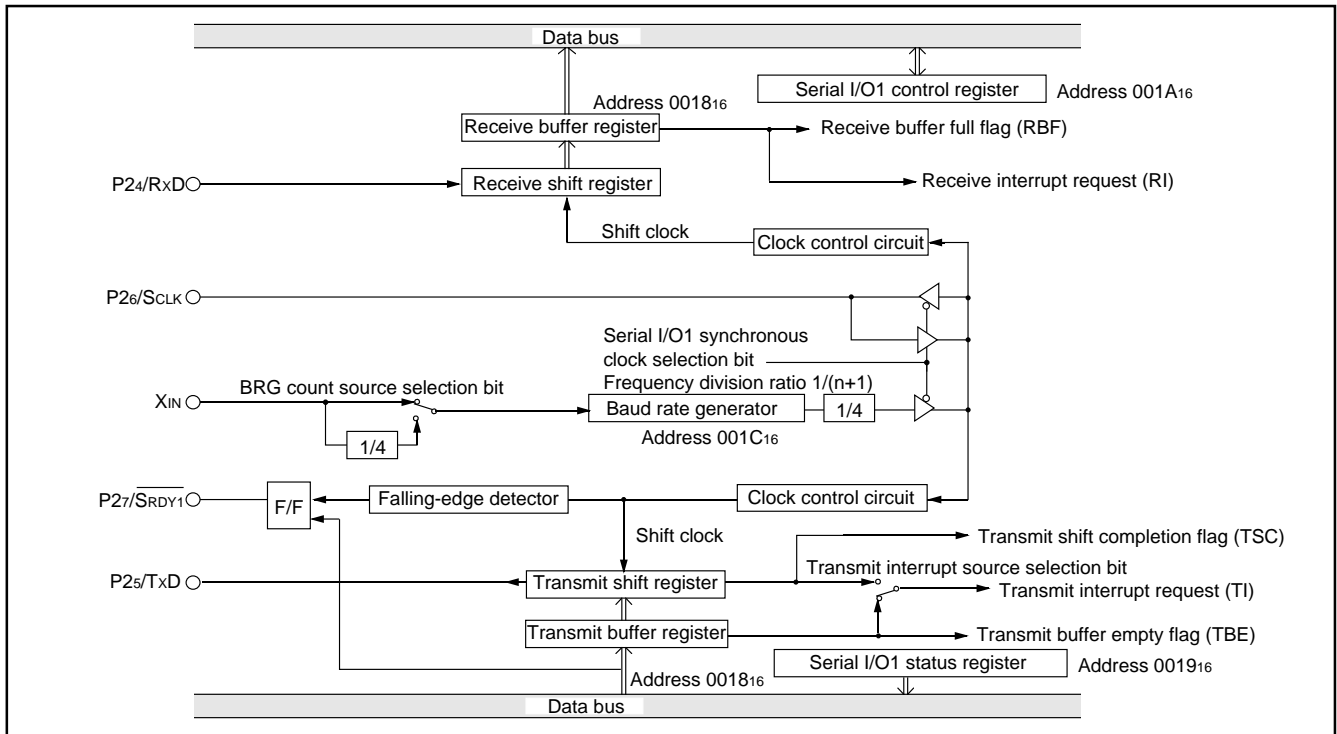 Data bus
Serial I/O1 control register
Address 001A16
Address 001816
Receive buffer register
Receive buffer full flag (RBF)
P24/RXD
Receive shift register
Receive interrupt request (RI)
Shift clock
Clock control circuit
P26/SCLK
Serial I/O1 synchronous
clock selection bit
BRG count source selection bit
Frequency division ratio 1/(n+1)
XIN
Baud rate generator
1/4
Address 001C16
1/4
P27/SRDY1
F/F
Falling-edge detector
Clock control circuit
Shift clock
Transmit shift completion flag (TSC)
P25/TXD
Transmit shift register
Transmit interrupt source selection bit
Transmit interrupt request (TI)
Transmit buffer register
Transmit buffer empty flag (TBE)
Serial I/O1 status register
Address 001916
Address 001816
Data bus